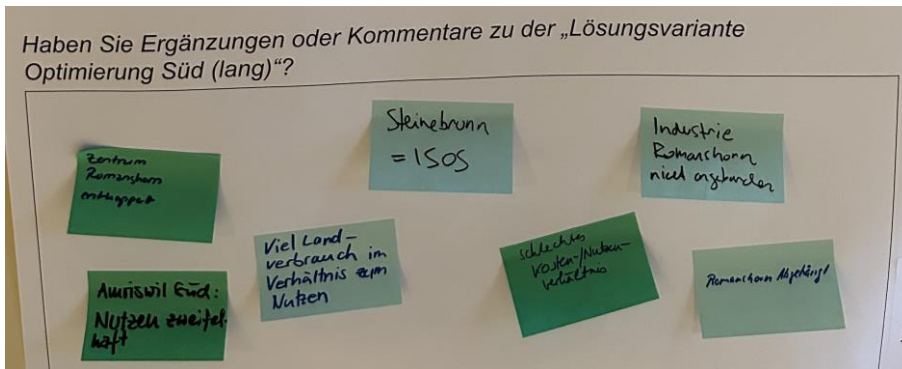 Haben Sie Ergänzungen oder Kommentare zu der „Lösungsvariante
Optimierung Süd (lang)“?
Zentrum
Romanshorn
entkoppelt
Steinebrunn
= ISOS
Industrie
Romanshorn
nicht angebunden
Amriswil Süd:
Nutzen zweifel-
haft
Viel Land-
verbrauch im
Verhältnis zum
Nutzen
schlechtes
Kosten-/Nutzen-
verhältnis
Romanshorn Abgehängt